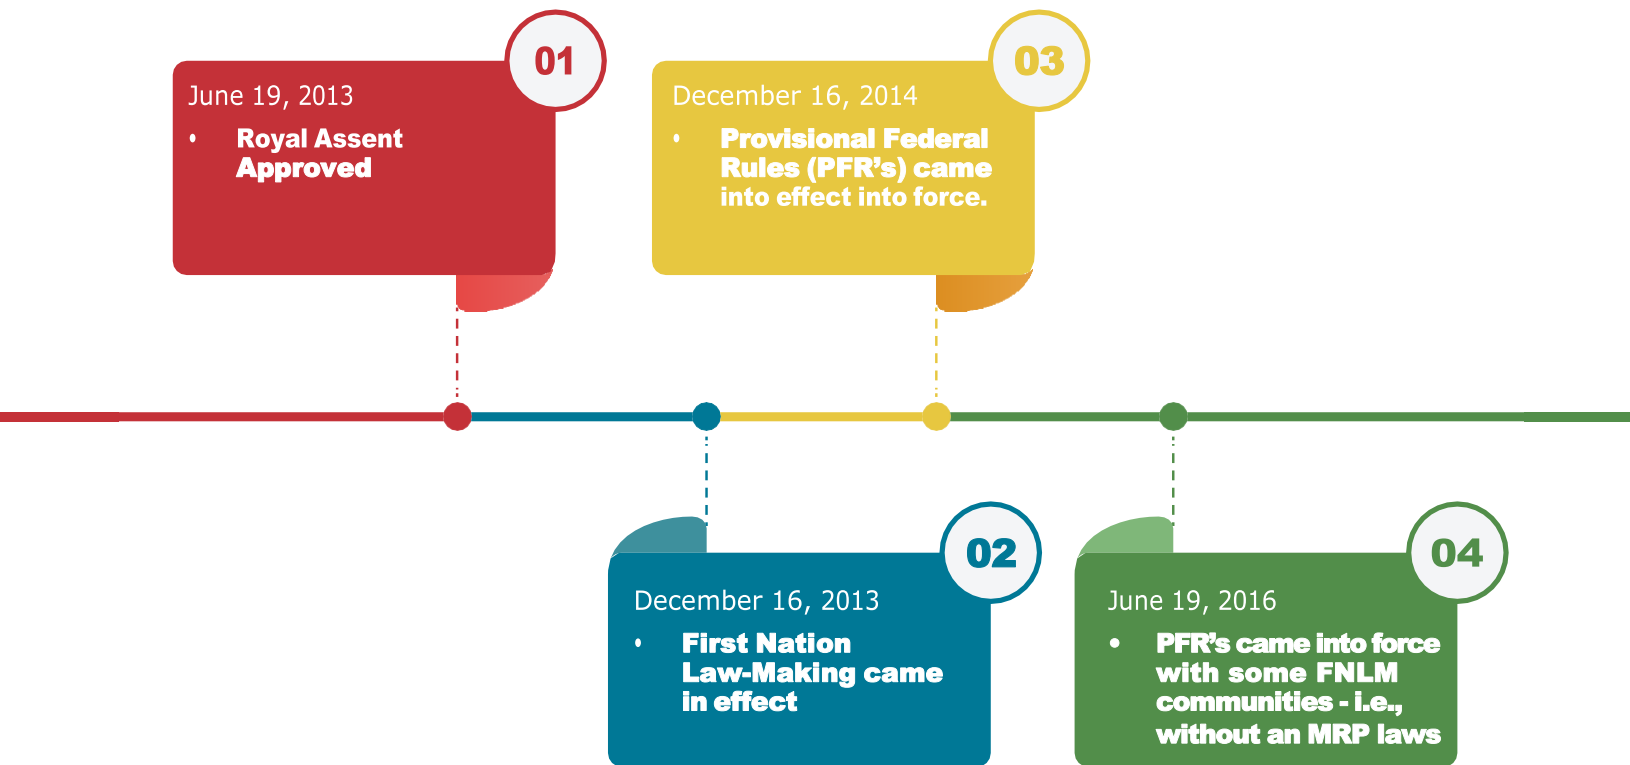 01
June 19, 2013
• Royal Assent
Approved
03
December 16, 2014
• Provisional Federal
Rules (PFR’s) came
into effect into force.
02
December 16, 2013
• First Nation
Law-Making came
in effect
04
June 19, 2016
• PFR’s came into force
with some FNLM
communities - i.e.,
without an MRP laws